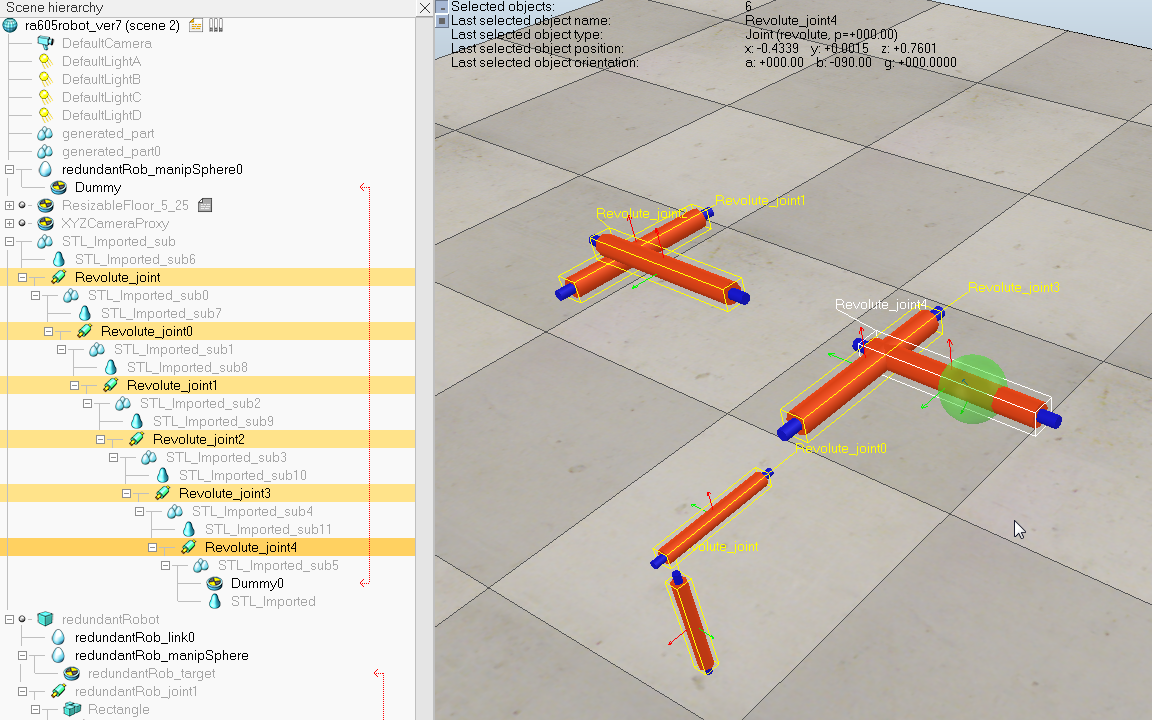 Scene hierarchy
ra605robot_ver7 (scene 2)
DefaultCamera
DefaultLightA
DefaultLightB
DefaultLightC
DefaultLightD
generated_part
generated_part0
redundantRob_manipSphere0
Dummy
ResizableFloor_5_25
XYZCameraProxy
STL_Imported_sub
STL_Imported_sub6
Revolute_joint
STL_Imported_sub0
STL_Imported_sub7
Revolute_joint0
STL_Imported_sub1
STL_Imported_sub8
Revolute_joint1
STL_Imported_sub2
STL_Imported_sub9
Revolute_joint2
STL_Imported_sub3
STL_Imported_sub10
Revolute_joint3
STL_Imported_sub4
STL_Imported_sub11
Revolute_joint4
STL_Imported_sub5
Dummy0
STL_Imported
redundantRobot
redundantRob_link0
redundantRob_manipSphere
redundantRob_target
redundantRob_joint1
Rectangle
Selected objects: 6
Last selected object name: Revolute_joint4
Last selected object type: Joint (revolute, p=+000.00)
Last selected object position: x: -0.4339 y: +0.0015 z: +0.7601
Last selected object orientation: a: +000.00 b: -090.00 g: +000.0000
Revolute_joint1
Revolute_joint2
Revolute_joint3
Revolute_joint4
Revolute_joint0
Revolute_joint